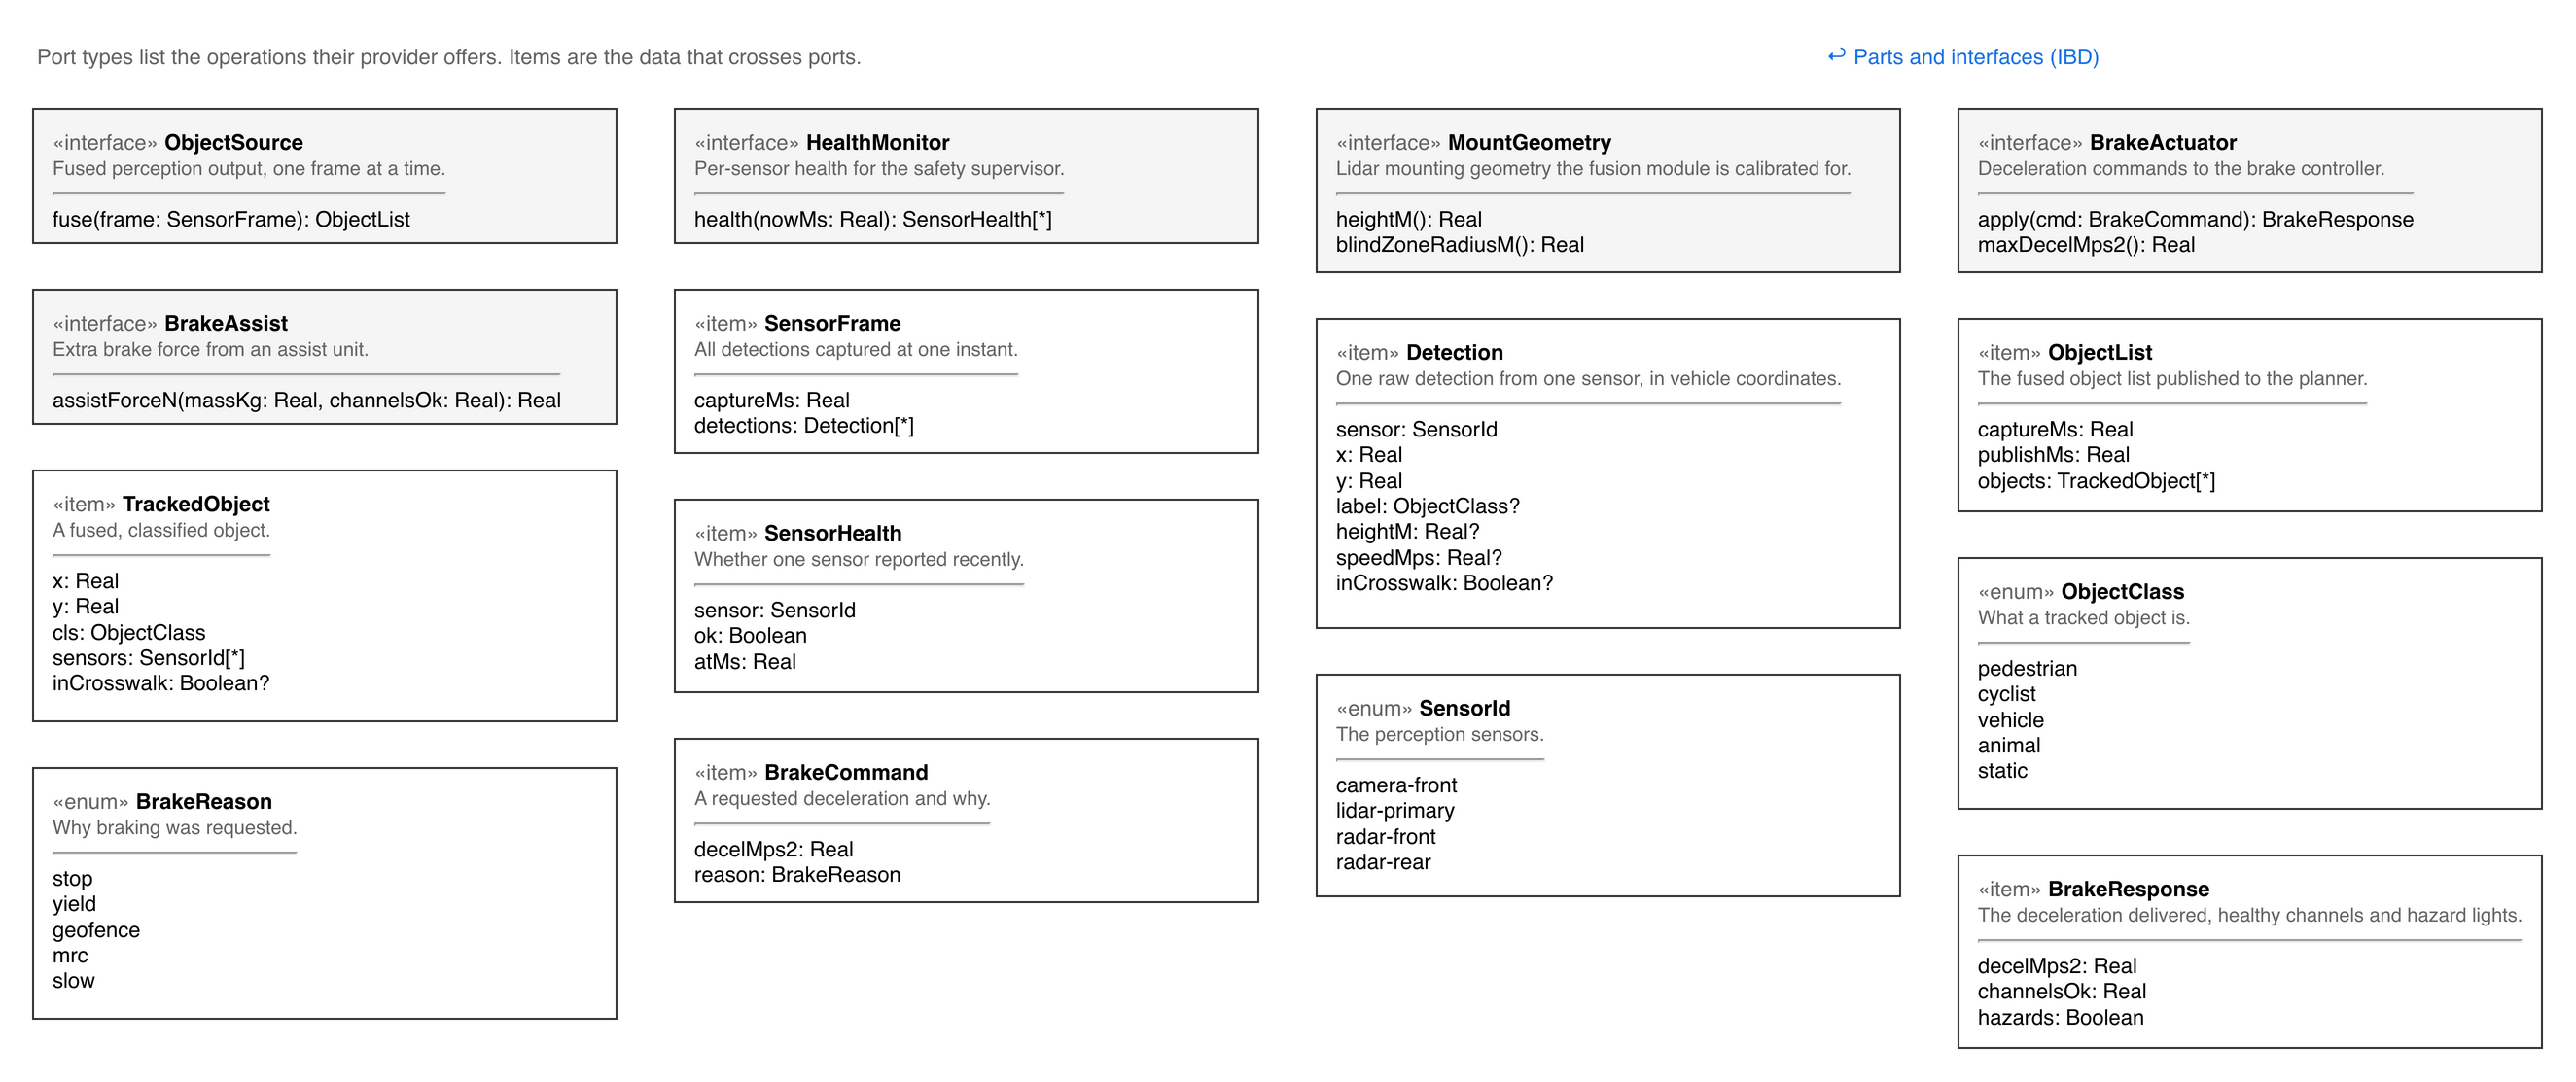 Port types list the operations their provider offers. Items are the data that crosses ports.
↩ Parts and interfaces (IBD)
«interface» ObjectSource
Fused perception output, one frame at a time.
fuse(frame: SensorFrame): ObjectList
«interface» HealthMonitor
Per-sensor health for the safety supervisor.
health(nowMs: Real): SensorHealth[*]
«interface» MountGeometry
Lidar mounting geometry the fusion module is calibrated for.
heightM(): Real
blindZoneRadiusM(): Real
«interface» BrakeActuator
Deceleration commands to the brake controller.
apply(cmd: BrakeCommand): BrakeResponse
maxDecelMps2(): Real
«interface» BrakeAssist
Extra brake force from an assist unit.
assistForceN(massKg: Real, channelsOk: Real): Real
«item» SensorFrame
All detections captured at one instant.
captureMs: Real
detections: Detection[*]
«item» Detection
One raw detection from one sensor, in vehicle coordinates.
sensor: SensorId
x: Real
y: Real
label: ObjectClass?
heightM: Real?
speedMps: Real?
inCrosswalk: Boolean?
«item» ObjectList
The fused object list published to the planner.
captureMs: Real
publishMs: Real
objects: TrackedObject[*]
«item» TrackedObject
A fused, classified object.
x: Real
y: Real
cls: ObjectClass
sensors: SensorId[*]
inCrosswalk: Boolean?
«item» SensorHealth
Whether one sensor reported recently.
sensor: SensorId
ok: Boolean
atMs: Real
«enum» SensorId
The perception sensors.
camera-front
lidar-primary
radar-front
radar-rear
«enum» ObjectClass
What a tracked object is.
pedestrian
cyclist
vehicle
animal
static
«enum» BrakeReason
Why braking was requested.
stop
yield
geofence
mrc
slow
«item» BrakeCommand
A requested deceleration and why.
decelMps2: Real
reason: BrakeReason
«item» BrakeResponse
The deceleration delivered, healthy channels and hazard lights.
decelMps2: Real
channelsOk: Real
hazards: Boolean